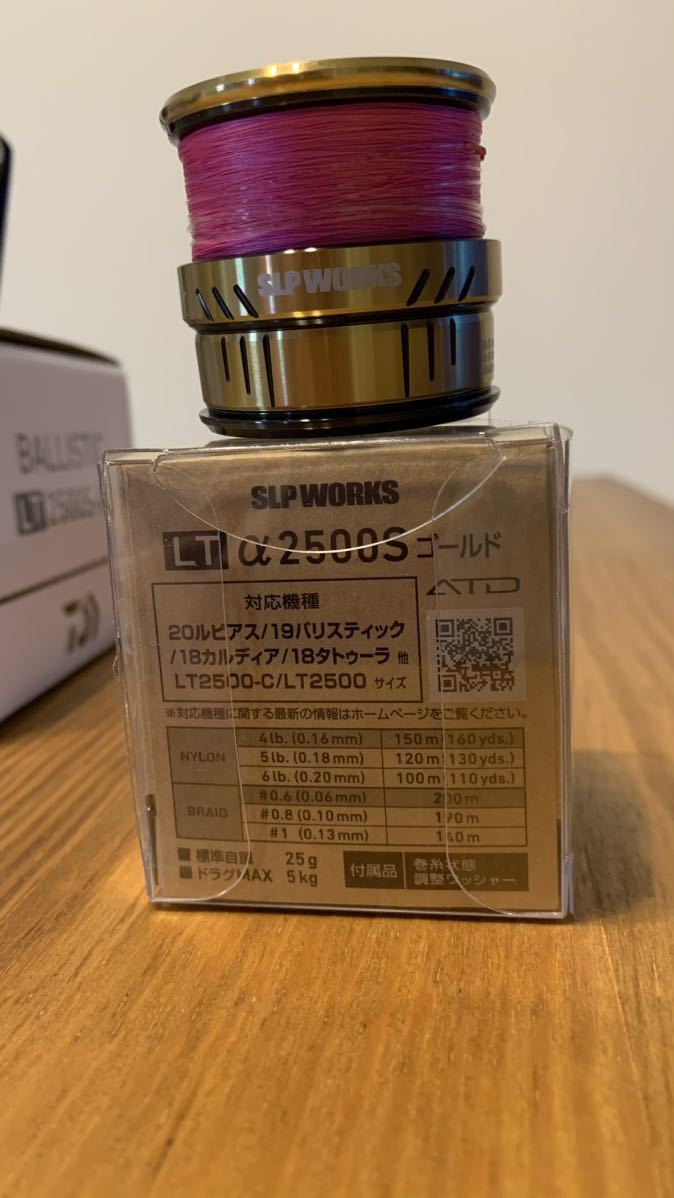 SLP WORKS
BALLISTIC
LT 2500S
SLP WORKS
LT α2500S ゴールド
ATD
対応機種
20ルビアス/19バリスティック
/18カルディア/18タトゥーラ 他
LT2500-C/LT2500 サイズ
※対応機種に関する最新の情報はホームページをご覧ください。
NYLON
4lb.(0.16mm) 150m(160yds.)
5lb.(0.18mm) 120m(130yds.)
6lb.(0.20mm) 100m(110yds.)
BRAID
#0.6(0.06mm) 200m
#0.8(0.10mm) 190m
#1 (0.13mm) 140m
■標準自重 25g
■ドラグMAX 5kg
付属品
巻糸状態
調整ワッシャー